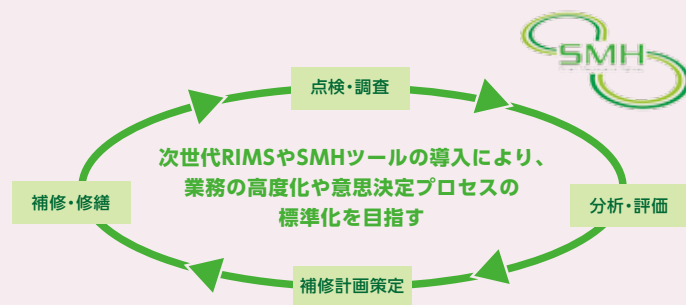 SMH
点検・調査
次世代RIMSやSMHツールの導入により、
業務の高度化や意思決定プロセスの
標準化を目指す
補修・修繕
分析・評価
補修計画策定